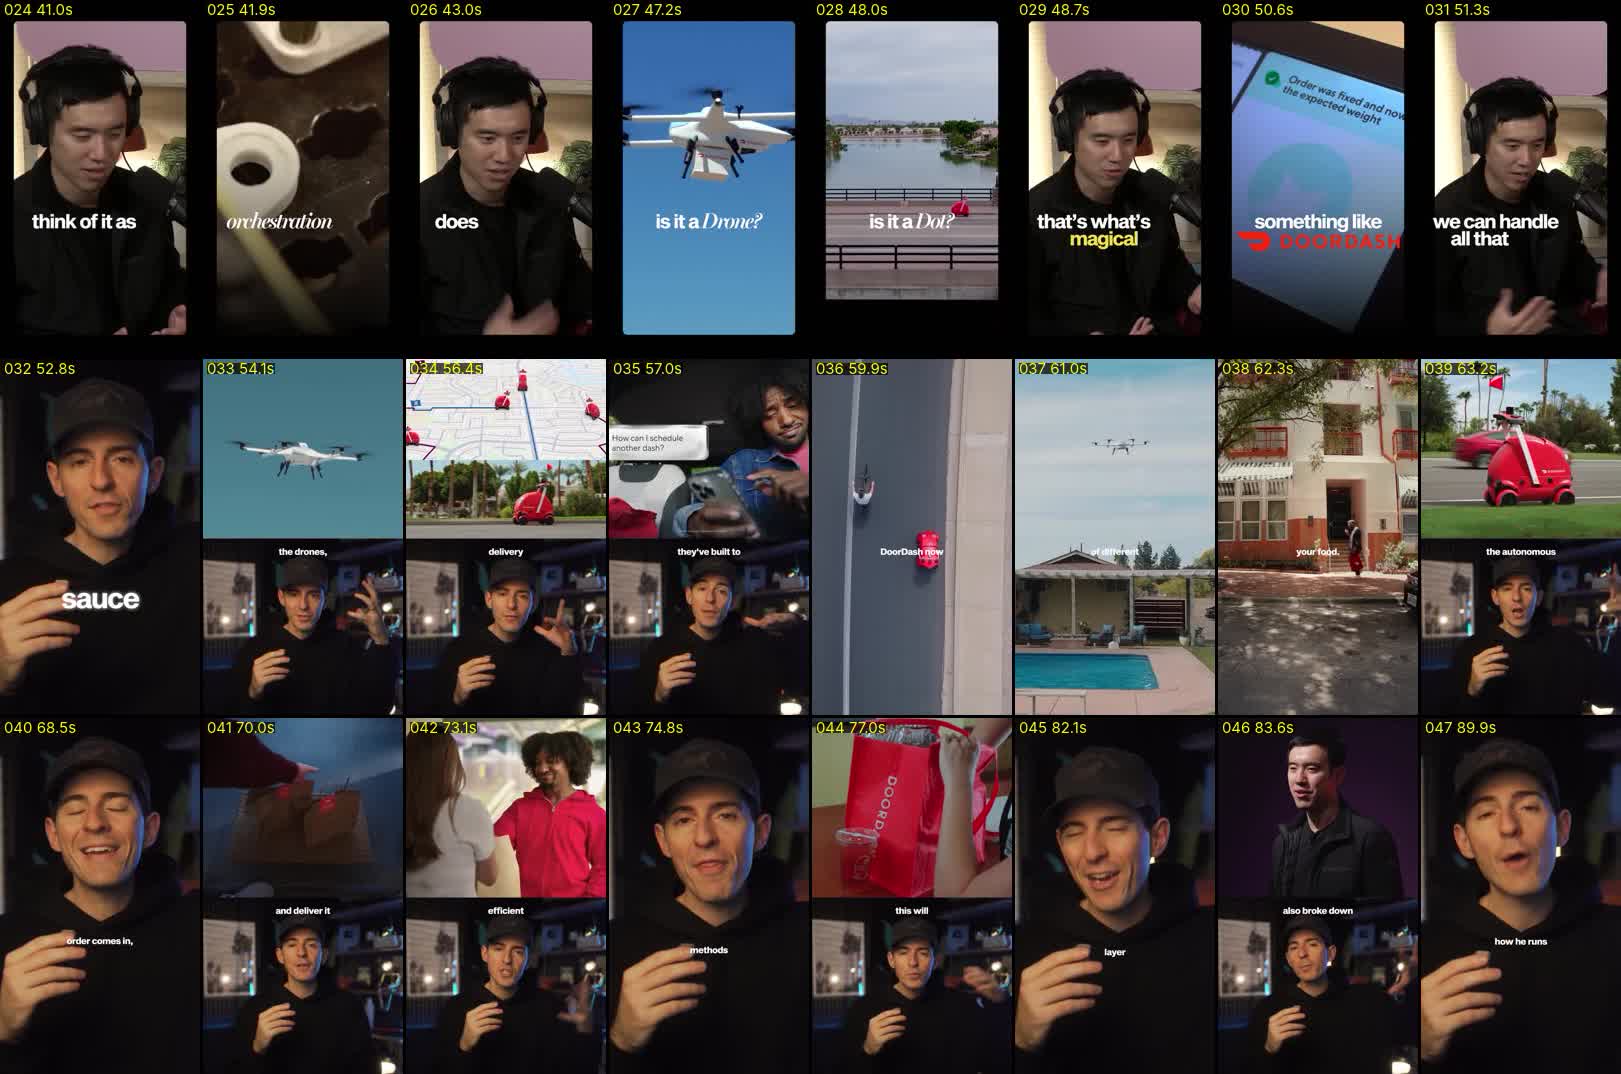 024 41.0s
025 41.9s
026 43.0s
027 47.2s
028 48.0s
029 48.7s
030 50.6s
031 51.3s
think of it as
orchestration
does
is it a Drone?
is it a Dot?
that's what's
magical
Order was fixed and now
the expected weight
something like
DOORDASH
we can handle
all that
032 52.8s
033 54.1s
034 56.4s
035 57.0s
036 59.9s
037 61.0s
038 62.3s
039 63.2s
How can I schedule
another dash?
sauce
the drones,
delivery
they've built to
DoorDash now
of different
your food.
the autonomous
040 68.5s
041 70.0s
042 73.1s
043 74.8s
044 77.0s
045 82.1s
046 83.6s
047 89.9s
DOORD
order comes in,
and deliver it
efficient
methods
this will
layer
also broke down
how he runs